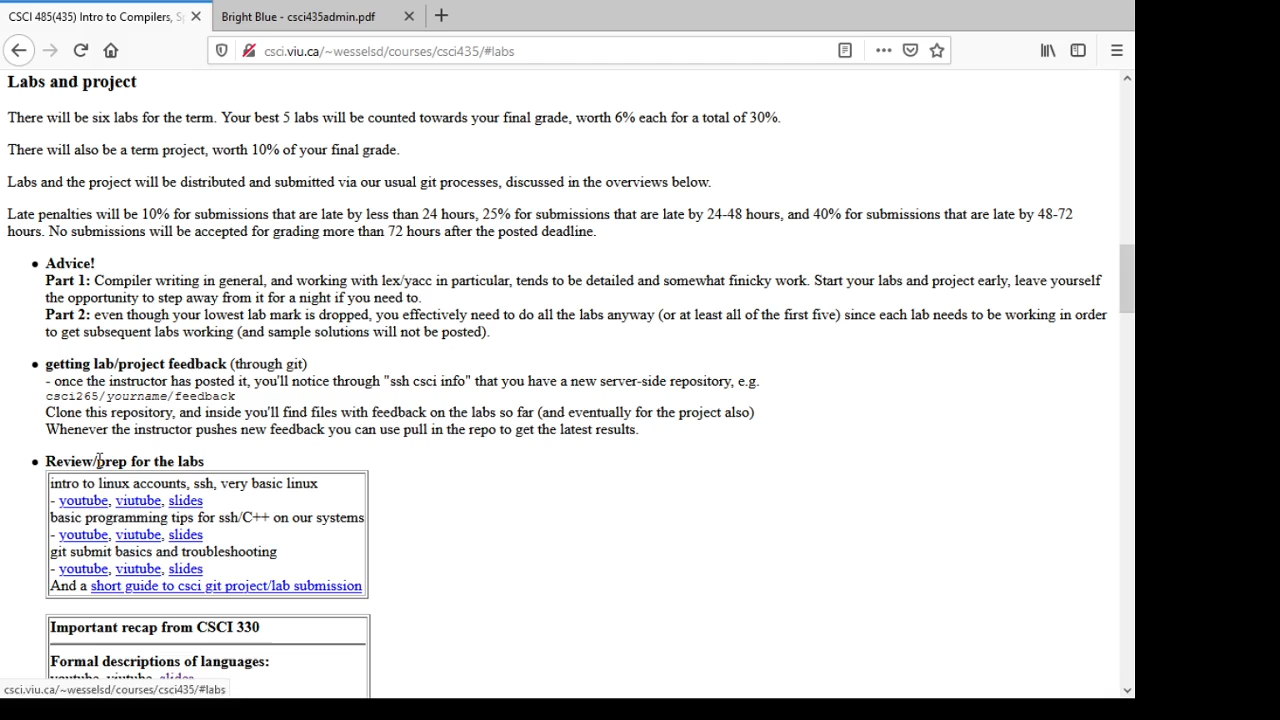 CSCI 485(435) Intro to Compilers, Sp
Bright Blue - csci435admin.pdf
csci.viu.ca/~wesselsd/courses/csci435/#labs
Labs and project
There will be six labs for the term. Your best 5 labs will be counted towards your final grade, worth 6% each for a total of 30%.
There will also be a term project, worth 10% of your final grade.
Labs and the project will be distributed and submitted via our usual git processes, discussed in the overviews below.
Late penalties will be 10% for submissions that are late by less than 24 hours, 25% for submissions that are late by 24-48 hours, and 40% for submissions that are late by 48-72
hours. No submissions will be accepted for grading more than 72 hours after the posted deadline.
• Advice!
Part 1: Compiler writing in general, and working with lex/yacc in particular, tends to be detailed and somewhat finicky work. Start your labs and project early, leave yourself
the opportunity to step away from it for a night if you need to.
Part 2: even though your lowest lab mark is dropped, you effectively need to do all the labs anyway (or at least all of the first five) since each lab needs to be working in order
to get subsequent labs working (and sample solutions will not be posted).
• getting lab/project feedback (through git)
- once the instructor has posted it, you'll notice through "ssh csci info" that you have a new server-side repository, e.g.
csci265/yourname/feedback
Clone this repository, and inside you'll find files with feedback on the labs so far (and eventually for the project also)
Whenever the instructor pushes new feedback you can use pull in the repo to get the latest results.
• Review/prep for the labs
intro to linux accounts, ssh, very basic linux
- youtube, viutube, slides
basic programming tips for ssh/C++ on our systems
- youtube, viutube, slides
git submit basics and troubleshooting
- youtube, viutube, slides
And a short guide to csci git project/lab submission
Important recap from CSCI 330
Formal descriptions of languages:
youtube, viutube, slides
csci.viu.ca/~wesselsd/courses/csci435/#labs